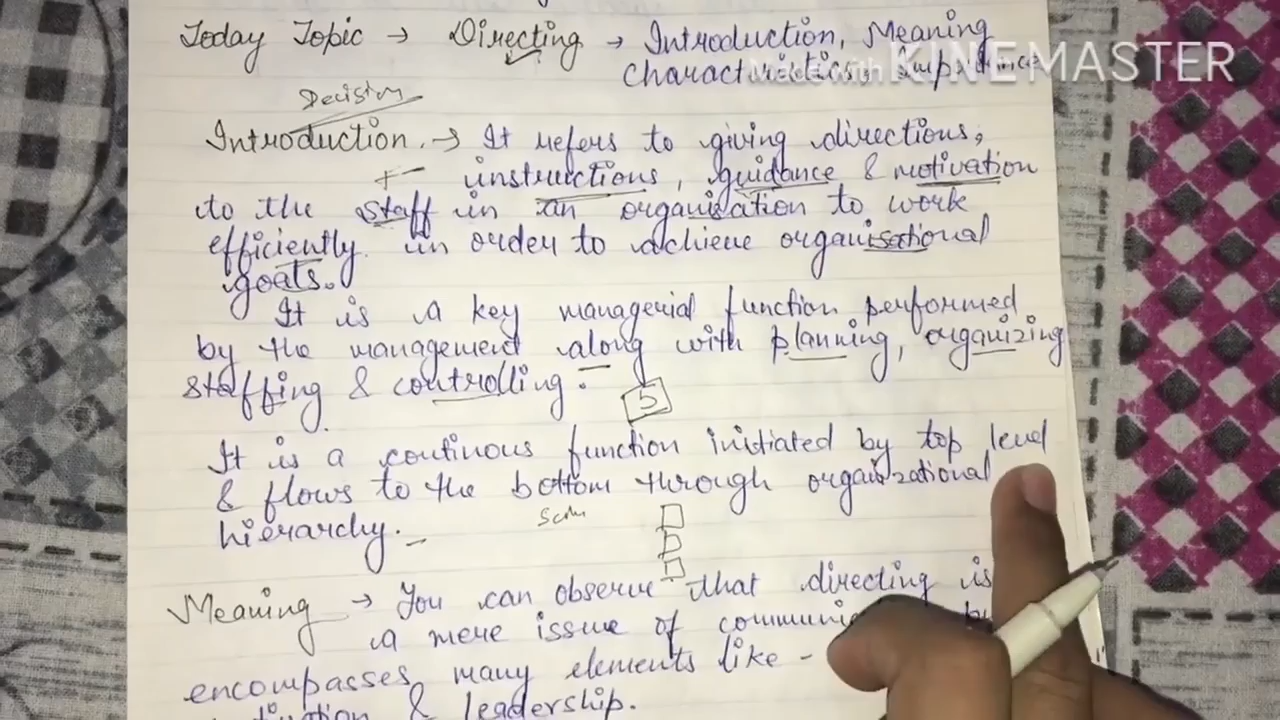 Today Topic → Directing → Introduction, Meaning
Characteristics, Importance
Made with KINEMASTER
Decision
Introduction. → It refers to giving directions,
instructions, guidance & motivation
to the staff in an organisation to work
efficiently in order to achieve organisational
goals.
It is a key managerial function performed
by the management along with planning, organizing
staffing & controlling.
5
It is a continous function initiated by top level
& flows to the bottom through organizational
hierarchy.
Meaning → You can observe that directing is
a mere issue of
encompasses many elements like -
& leadership.